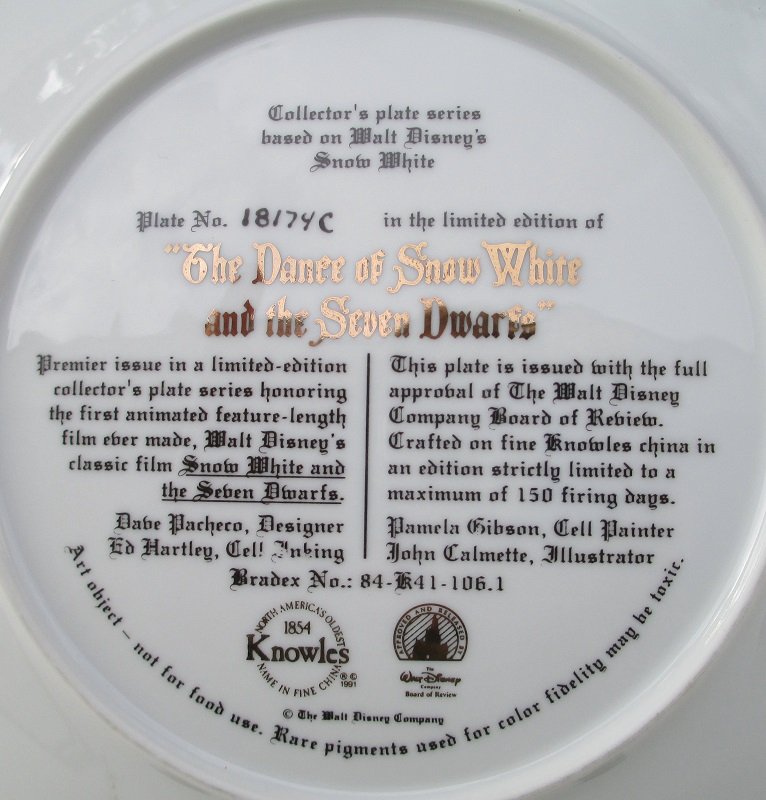 Collector's plate series
based on Walt Disney's
Snow White
Plate No. 18174C in the limited edition of
"The Dance of Snow White
and the Seven Dwarfs"
Premier issue in a limited-edition
collector's plate series honoring
the first animated feature-length
film ever made, Walt Disney's
classic film Snow White and
the Seven Dwarfs.
Dave Pacheco, Designer
Ed Hartley, Cel! Inking
This plate is issued with the full
approval of The Walt Disney
Company Board of Review.
Crafted on fine Knowles china in
an edition strictly limited to a
maximum of 150 firing days.
Pamela Gibson, Cell Painter
John Calmette, Illustrator
Bradex No.: 84-K41-106.1
NORTH AMERICA'S OLDEST
1854
Knowles
NAME IN FINE CHINA
®©
1991
APPROVED AND RELEASED BY
The
Walt Disney
Company
Board of Review
© The Walt Disney Company
Art object – not for food use. Rare pigments used for color fidelity may be toxic.